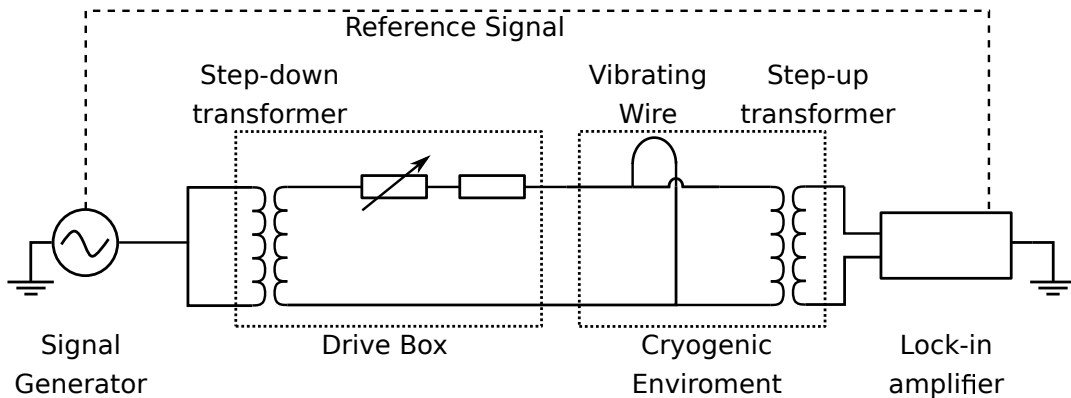 Reference Signal
Step-down
transformer
Vibrating
Wire
Step-up
transformer
Signal
Generator
Drive Box
Cryogenic
Enviroment
Lock-in
amplifier